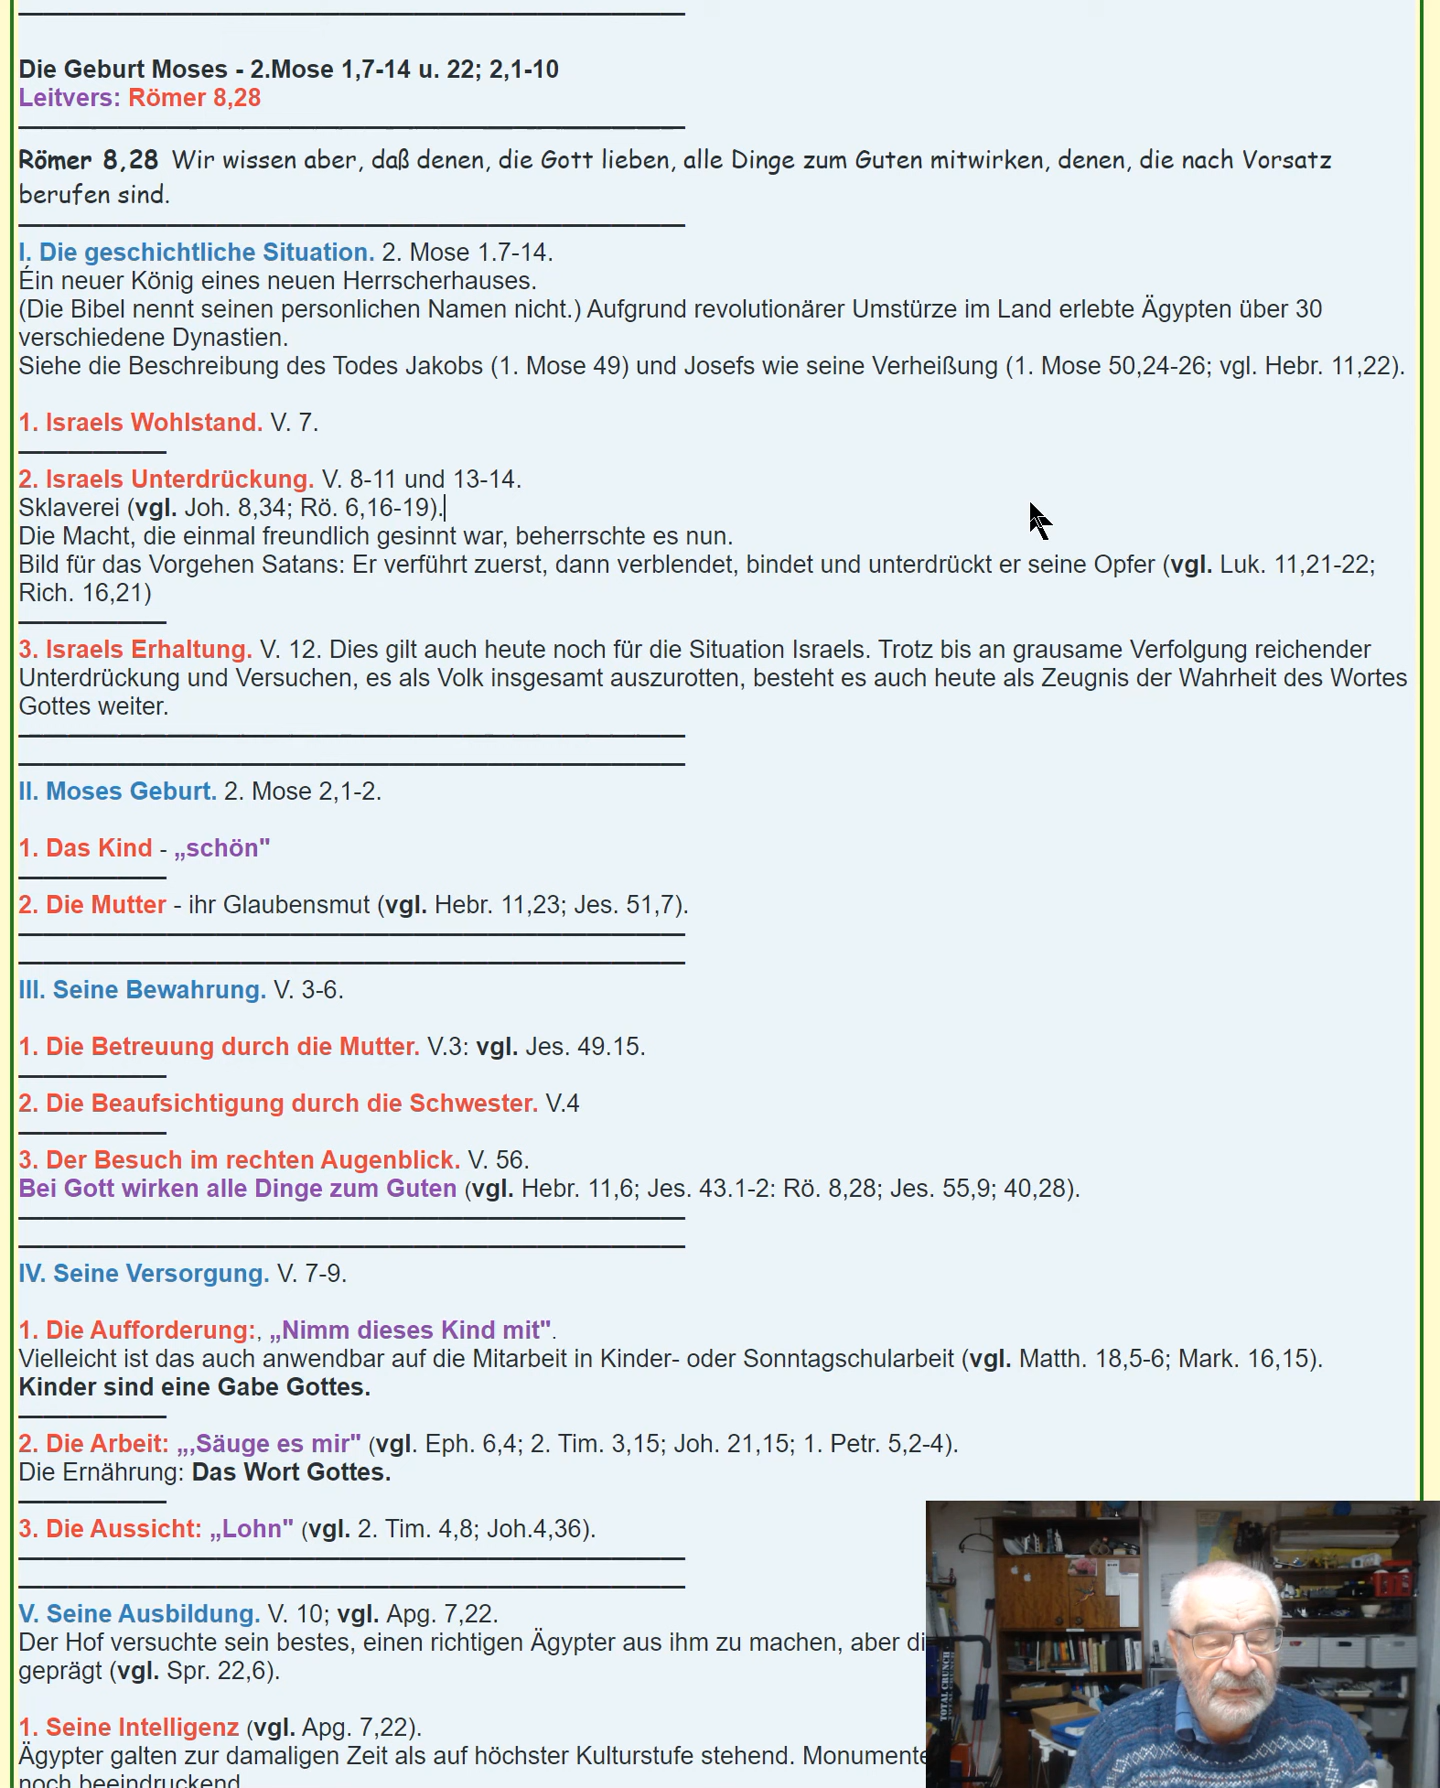 Die Geburt Moses - 2.Mose 1,7-14 u. 22; 2,1-10
Leitvers: Römer 8,28
Römer 8,28 Wir wissen aber, daß denen, die Gott lieben, alle Dinge zum Guten mitwirken, denen, die nach Vorsatz
berufen sind.
I. Die geschichtliche Situation. 2. Mose 1.7-14.
Éin neuer König eines neuen Herrscherhauses.
(Die Bibel nennt seinen personlichen Namen nicht.) Aufgrund revolutionärer Umstürze im Land erlebte Ägypten über 30
verschiedene Dynastien.
Siehe die Beschreibung des Todes Jakobs (1. Mose 49) und Josefs wie seine Verheißung (1. Mose 50,24-26; vgl. Hebr. 11,22).
1. Israels Wohlstand. V. 7.
2. Israels Unterdrückung. V. 8-11 und 13-14.
Sklaverei (vgl. Joh. 8,34; Rö. 6,16-19).
Die Macht, die einmal freundlich gesinnt war, beherrschte es nun.
Bild für das Vorgehen Satans: Er verführt zuerst, dann verblendet, bindet und unterdrückt er seine Opfer (vgl. Luk. 11,21-22;
Rich. 16,21)
3. Israels Erhaltung. V. 12. Dies gilt auch heute noch für die Situation Israels. Trotz bis an grausame Verfolgung reichender
Unterdrückung und Versuchen, es als Volk insgesamt auszurotten, besteht es auch heute als Zeugnis der Wahrheit des Wortes
Gottes weiter.
II. Moses Geburt. 2. Mose 2,1-2.
1. Das Kind - „schön"
2. Die Mutter - ihr Glaubensmut (vgl. Hebr. 11,23; Jes. 51,7).
III. Seine Bewahrung. V. 3-6.
1. Die Betreuung durch die Mutter. V.3: vgl. Jes. 49.15.
2. Die Beaufsichtigung durch die Schwester. V.4
3. Der Besuch im rechten Augenblick. V. 56.
Bei Gott wirken alle Dinge zum Guten (vgl. Hebr. 11,6; Jes. 43.1-2: Rö. 8,28; Jes. 55,9; 40,28).
IV. Seine Versorgung. V. 7-9.
1. Die Aufforderung:, „Nimm dieses Kind mit".
Vielleicht ist das auch anwendbar auf die Mitarbeit in Kinder- oder Sonntagschularbeit (vgl. Matth. 18,5-6; Mark. 16,15).
Kinder sind eine Gabe Gottes.
2. Die Arbeit: „,Säuge es mir" (vgl. Eph. 6,4; 2. Tim. 3,15; Joh. 21,15; 1. Petr. 5,2-4).
Die Ernährung: Das Wort Gottes.
3. Die Aussicht: „Lohn" (vgl. 2. Tim. 4,8; Joh.4,36).
V. Seine Ausbildung. V. 10; vgl. Apg. 7,22.
Der Hof versuchte sein bestes, einen richtigen Ägypter aus ihm zu machen, aber di
geprägt (vgl. Spr. 22,6).
1. Seine Intelligenz (vgl. Apg. 7,22).
Ägypter galten zur damaligen Zeit als auf höchster Kulturstufe stehend. Monumente
noch beeindruckend
TOTAL CRUNCH